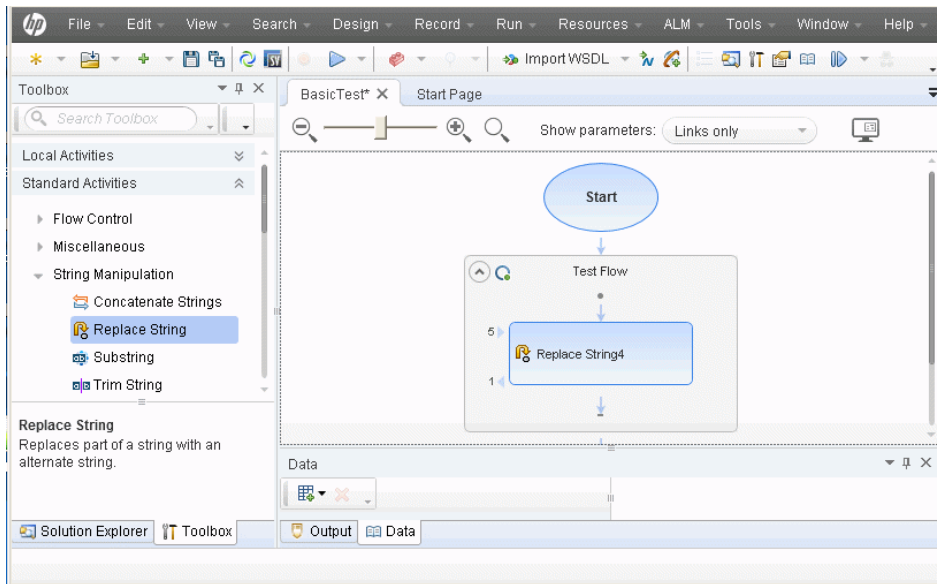 hp File Edit View Search Design Record Run Resources ALM Tools Window Help
Import WSDL
Toolbox
BasicTest* Start Page
Search Toolbox
Show parameters: Links only
Local Activities
Standard Activities
Flow Control
Miscellaneous
String Manipulation
Concatenate Strings
Replace String
Substring
Trim String
Start
Test Flow
5
Replace String4
1
Replace String
Replaces part of a string with an
alternate string.
Data
Solution Explorer Toolbox
Output Data